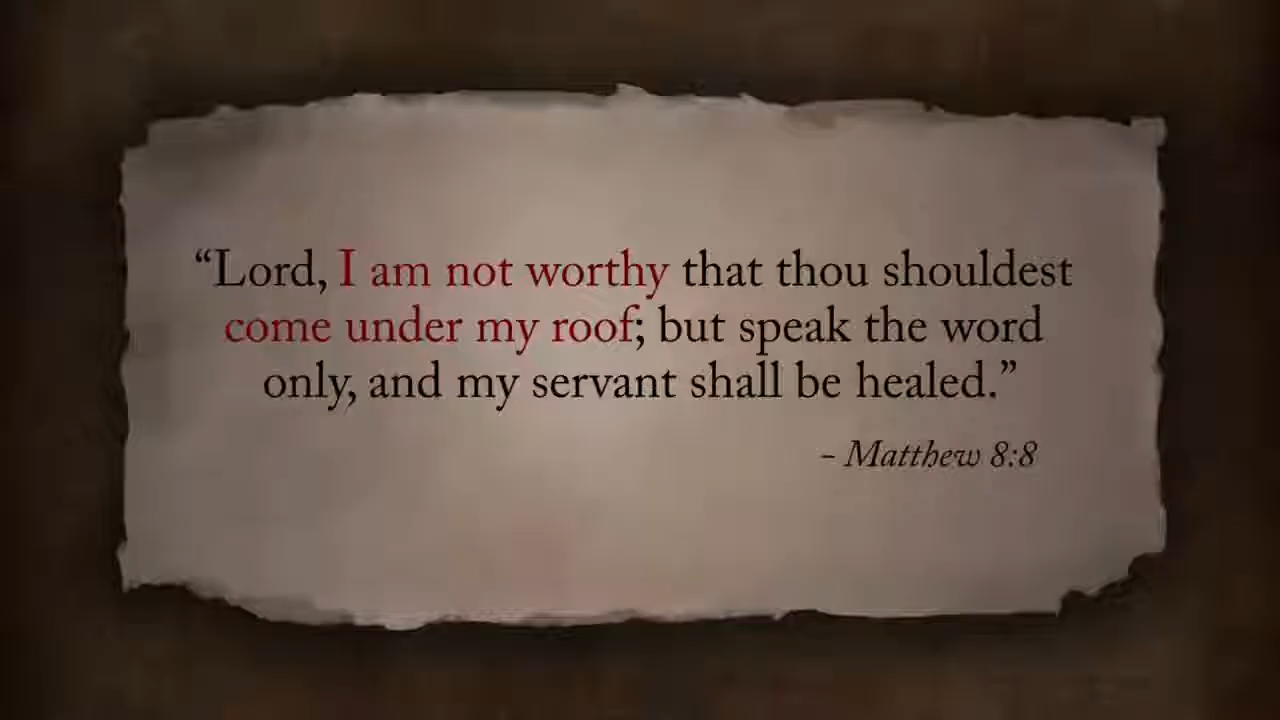 “Lord, I am not worthy that thou shouldest
come under my roof; but speak the word
only, and my servant shall be healed.”
– Matthew 8:8